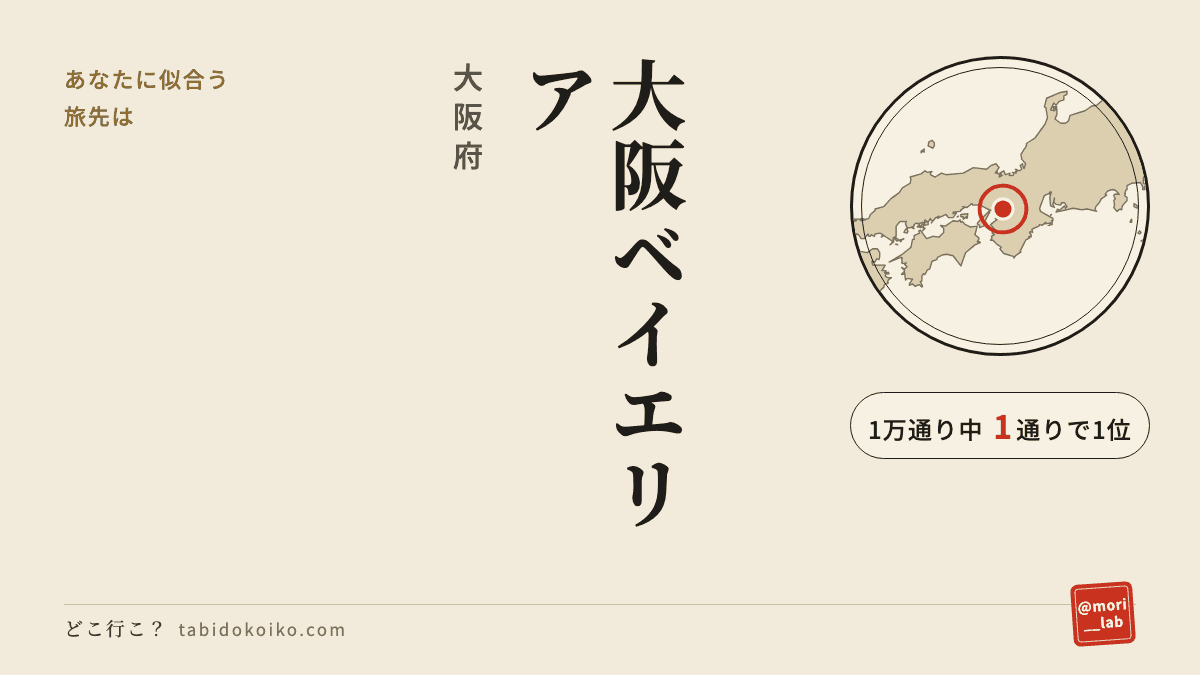 あなたに似合う
旅先は
大阪ベイエリ
ア
大阪府
1万通り中 1通りで1位
どこ行こ？ tabidokoiko.com
@mori
__lab